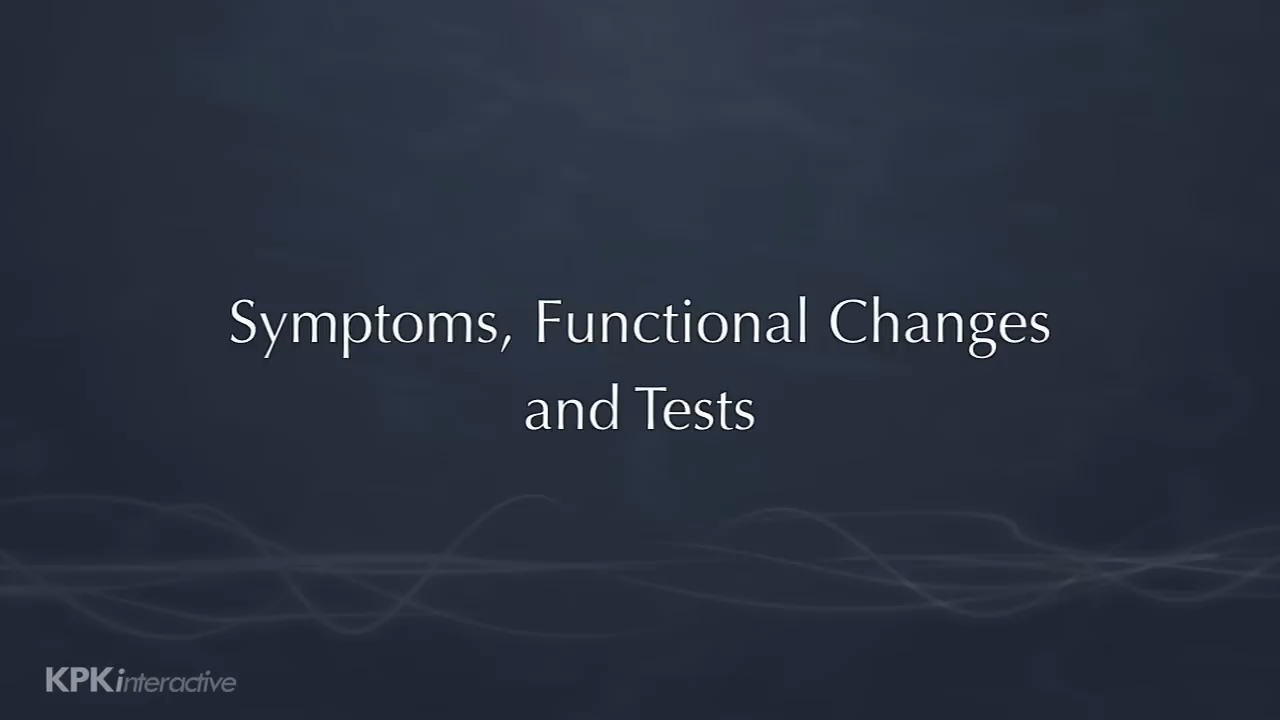 Symptoms, Functional Changes
and Tests
KPKinteractive